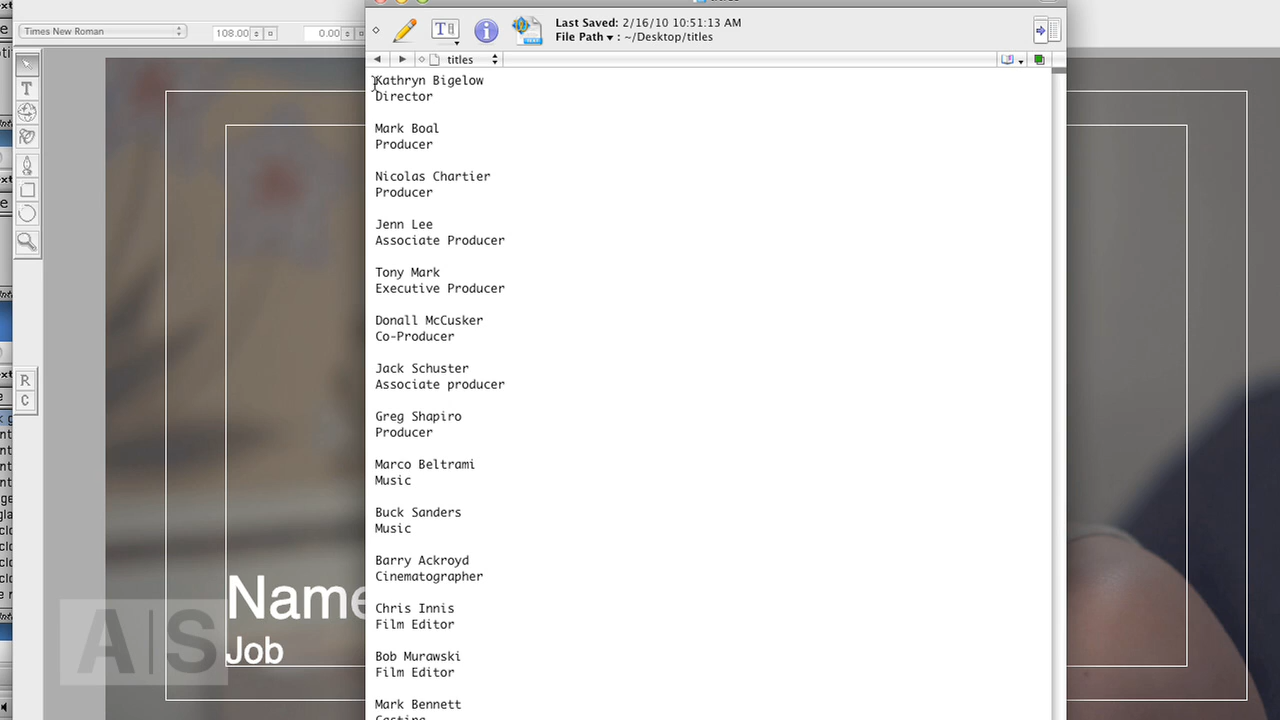 Times New Roman
108.00
0.00
Last Saved: 2/16/10 10:51:13 AM
File Path : ~/Desktop/titles
titles
Kathryn Bigelow
Director
Mark Boal
Producer
Nicolas Chartier
Producer
Jenn Lee
Associate Producer
Tony Mark
Executive Producer
Donall McCusker
Co-Producer
Jack Schuster
Associate producer
Greg Shapiro
Producer
Marco Beltrami
Music
Buck Sanders
Music
Barry Ackroyd
Cinematographer
Chris Innis
Film Editor
Bob Murawski
Film Editor
Mark Bennett
Casting
Name
Job
A|S
R
C